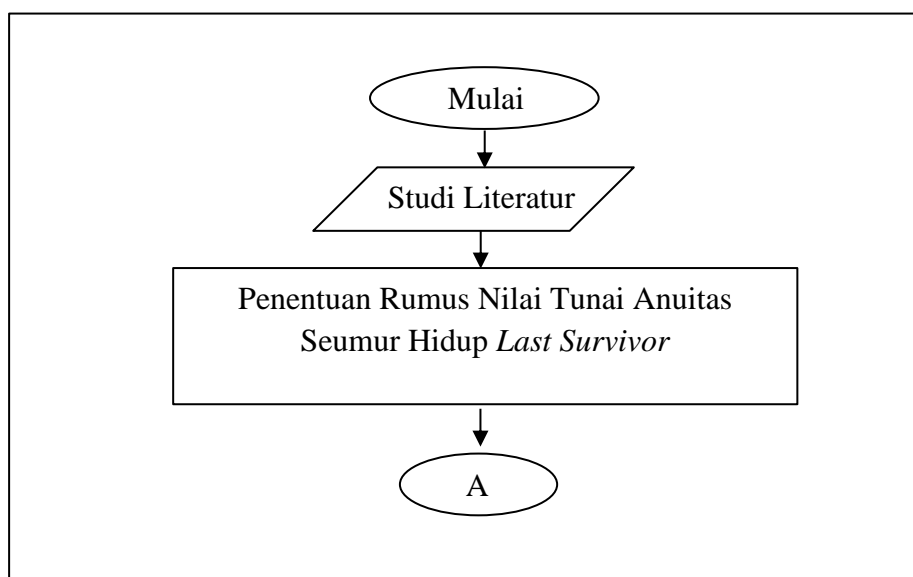 Mulai
Studi Literatur
Penentuan Rumus Nilai Tunai Anuitas
Seumur Hidup Last Survivor
A